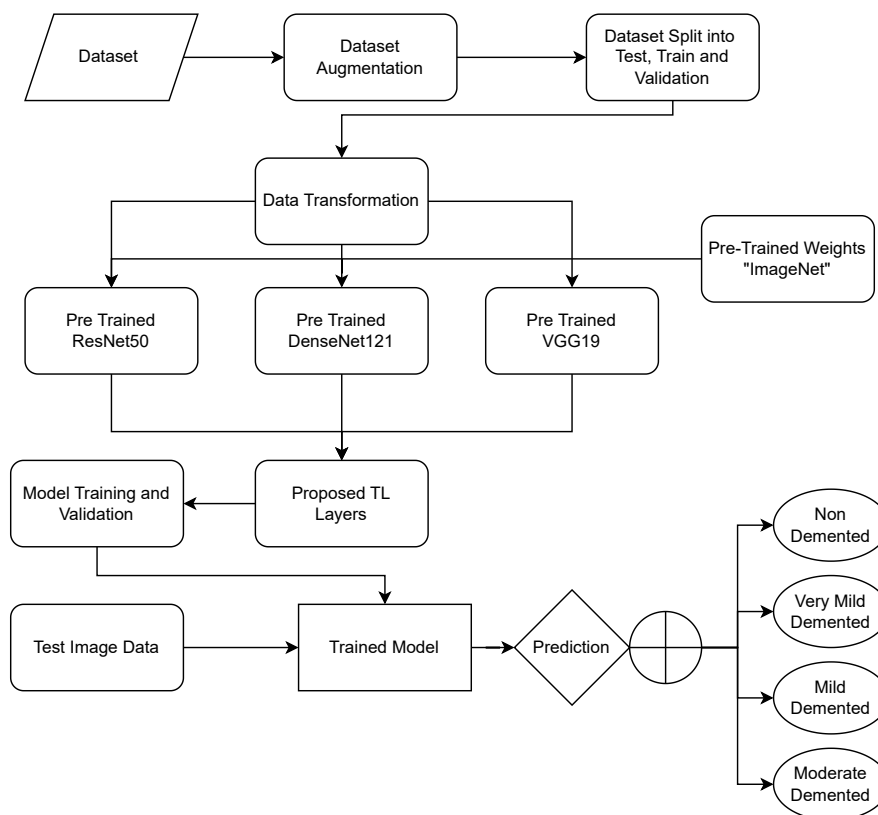 Dataset
Dataset
Augmentation
Dataset Split into
Test, Train and
Validation
Data Transformation
Pre-Trained Weights
"ImageNet"
Pre Trained
ResNet50
Pre Trained
DenseNet121
Pre Trained
VGG19
Model Training and
Validation
Proposed TL
Layers
Non
Demented
Very Mild
Demented
Test Image Data
Trained Model
Prediction
Mild
Demented
Moderate
Demented